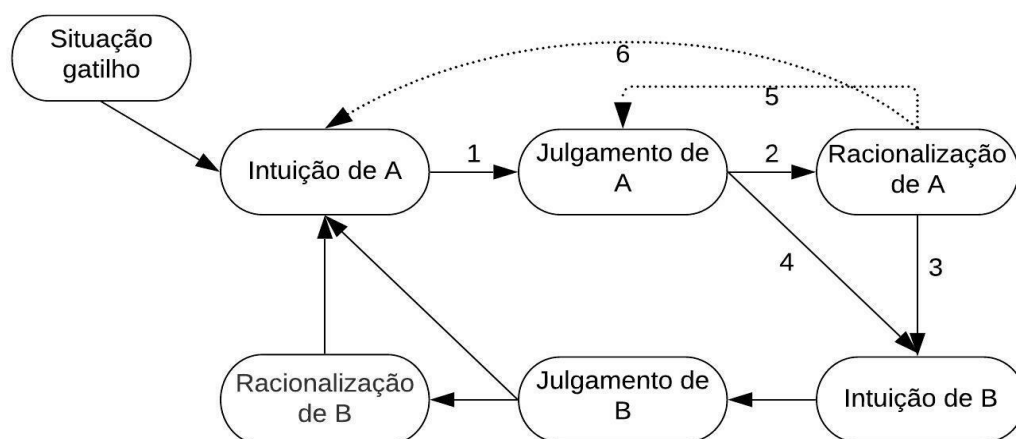 Situação
gatilho
6
5
Intuição de A
1
Julgamento de
A
2
Racionalização
de A
4
3
Racionalização
de B
Julgamento de
B
Intuição de B